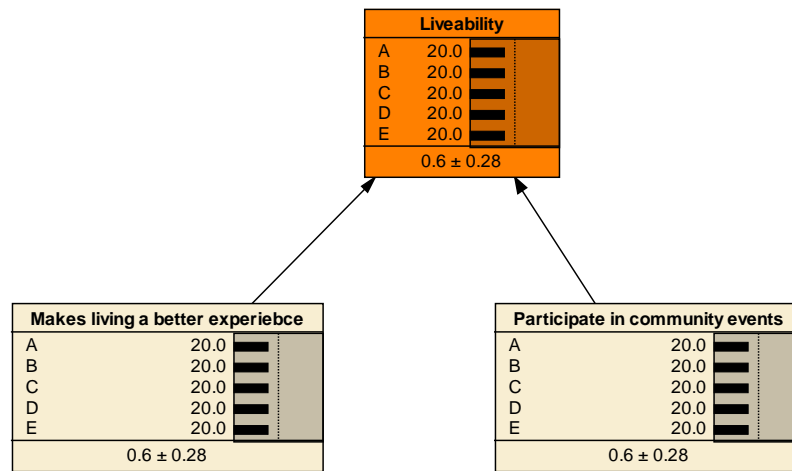 Liveability
A 20.0
B 20.0
C 20.0
D 20.0
E 20.0
0.6 ± 0.28
Makes living a better experiebce
A 20.0
B 20.0
C 20.0
D 20.0
E 20.0
0.6 ± 0.28
Participate in community events
A 20.0
B 20.0
C 20.0
D 20.0
E 20.0
0.6 ± 0.28